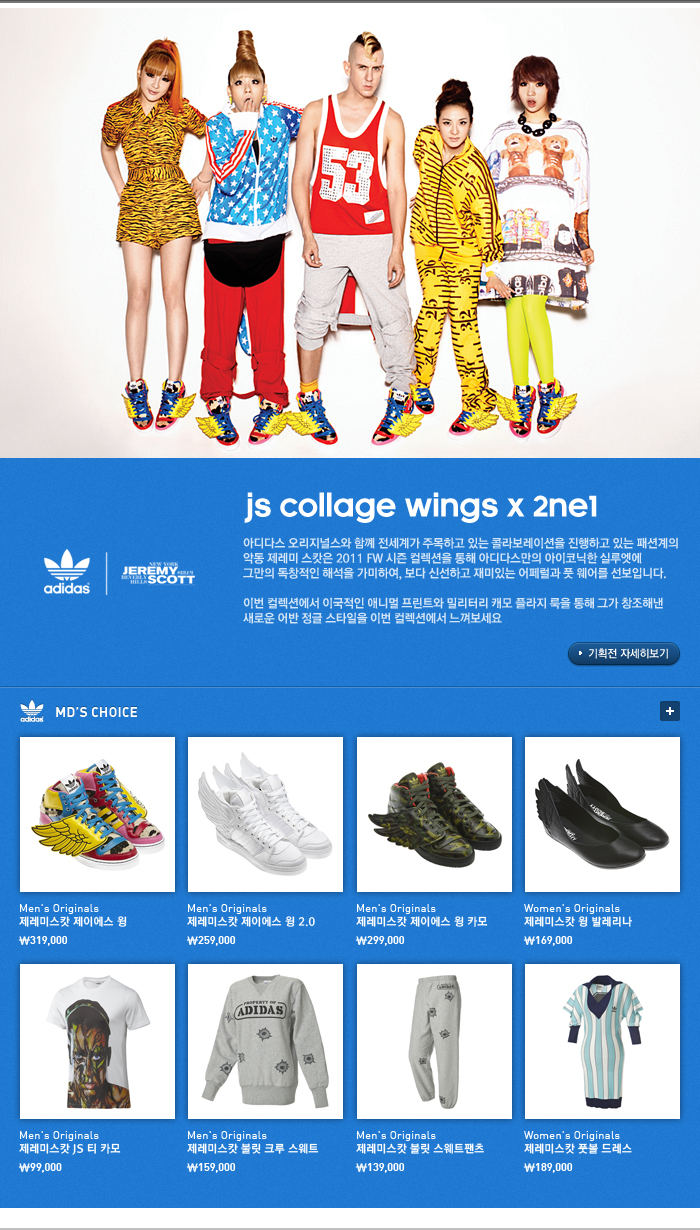 53
js collage wings x 2ne1
아디다스 오리지널스와 함께 전세계가 주목하고 있는 콜라보레이션을 진행하고 있는 패션계의
악동 제레미 스캇은 2011 FW 시즌 컬렉션을 통해 아디다스만의 아이코닉한 실루엣에
그만의 독창적인 해석을 가미하여, 보다 신선하고 재미있는 어패럴과 풋 웨어를 선보입니다.
adidas
NEW YORK
JEREMY
BEVERLY HILLS
SCOTT
이번 컬렉션에서 이국적인 애니멀 프린트와 밀리터리 캐모 플라지 룩을 통해 그가 창조해낸
새로운 어반 정글 스타일을 이번 컬렉션에서 느껴보세요
기획전 자세히보기
adidas MD'S CHOICE
Men's Originals
제레미스캇 제이에스 윙
₩319,000
Men's Originals
제레미스캇 제이에스 윙 2.0
₩259,000
Men's Originals
제레미스캇 제이에스 윙 카모
₩299,000
Women's Originals
제레미스캇 윙 발레리나
₩169,000
PROPERTY OF
ADIDAS
ADIDAS
Men's Originals
제레미스캇 JS 티 카모
₩99,000
Men's Originals
제레미스캇 불릿 크루 스웨트
₩159,000
Men's Originals
제레미스캇 불릿 스웨트팬츠
₩139,000
Women's Originals
제레미스캇 풋볼 드레스
₩189,000